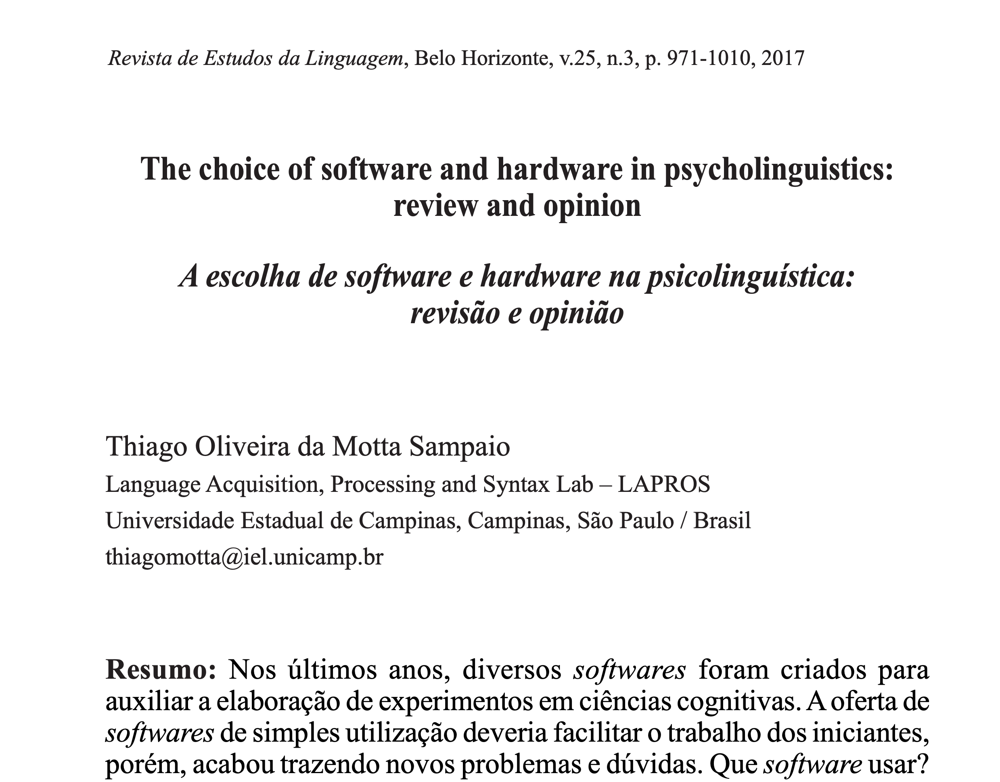 Revista de Estudos da Linguagem, Belo Horizonte, v.25, n.3, p. 971-1010, 2017
The choice of software and hardware in psycholinguistics:
review and opinion
A escolha de software e hardware na psicolinguística:
revisão e opinião
Thiago Oliveira da Motta Sampaio
Language Acquisition, Processing and Syntax Lab – LAPROS
Universidade Estadual de Campinas, Campinas, São Paulo / Brasil
thiagomotta@iel.unicamp.br
Resumo: Nos últimos anos, diversos softwares foram criados para
auxiliar a elaboração de experimentos em ciências cognitivas. A oferta de
softwares de simples utilização deveria facilitar o trabalho dos iniciantes,
porém, acabou trazendo novos problemas e dúvidas. Que software usar?